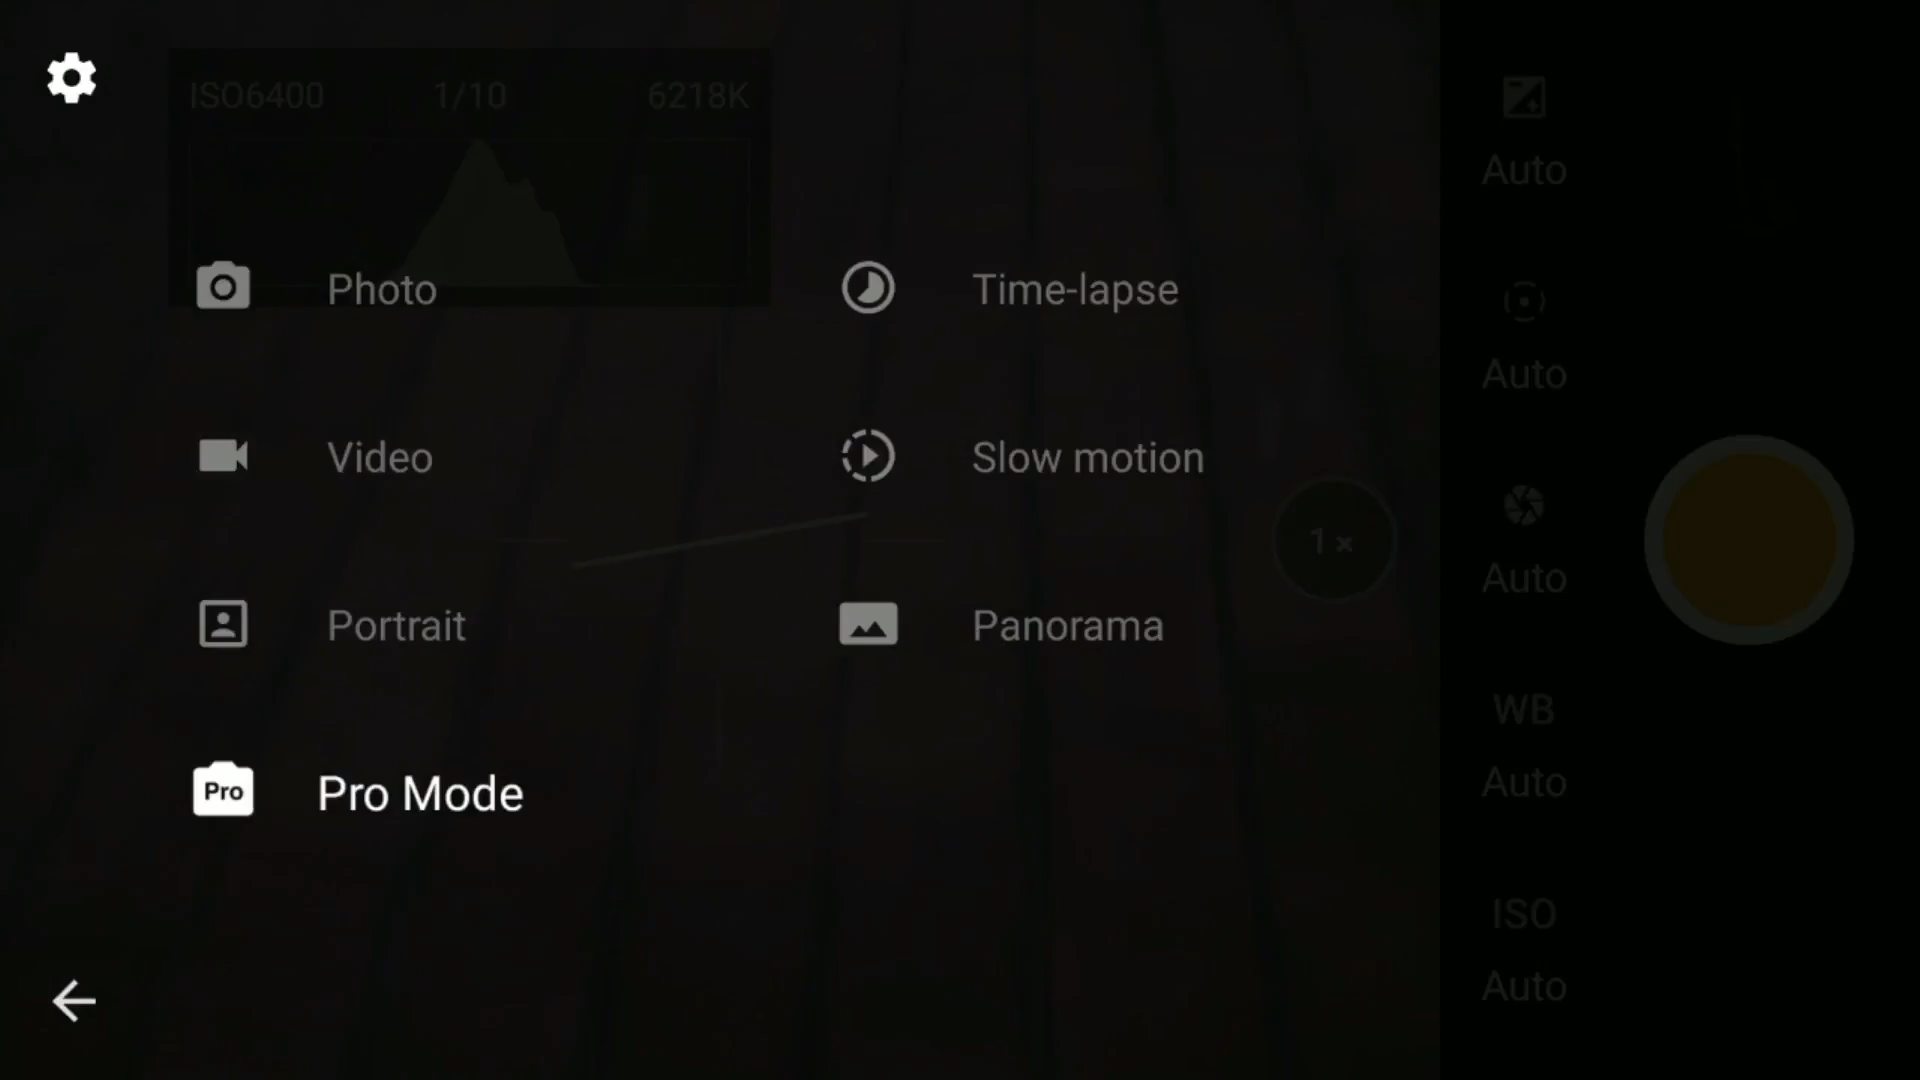 ISO6400 1/10 6218K
Photo
Time-lapse
Video
Slow motion
Portrait
Panorama
Pro
Pro Mode
1×
Auto
Auto
Auto
WB
Auto
ISO
Auto